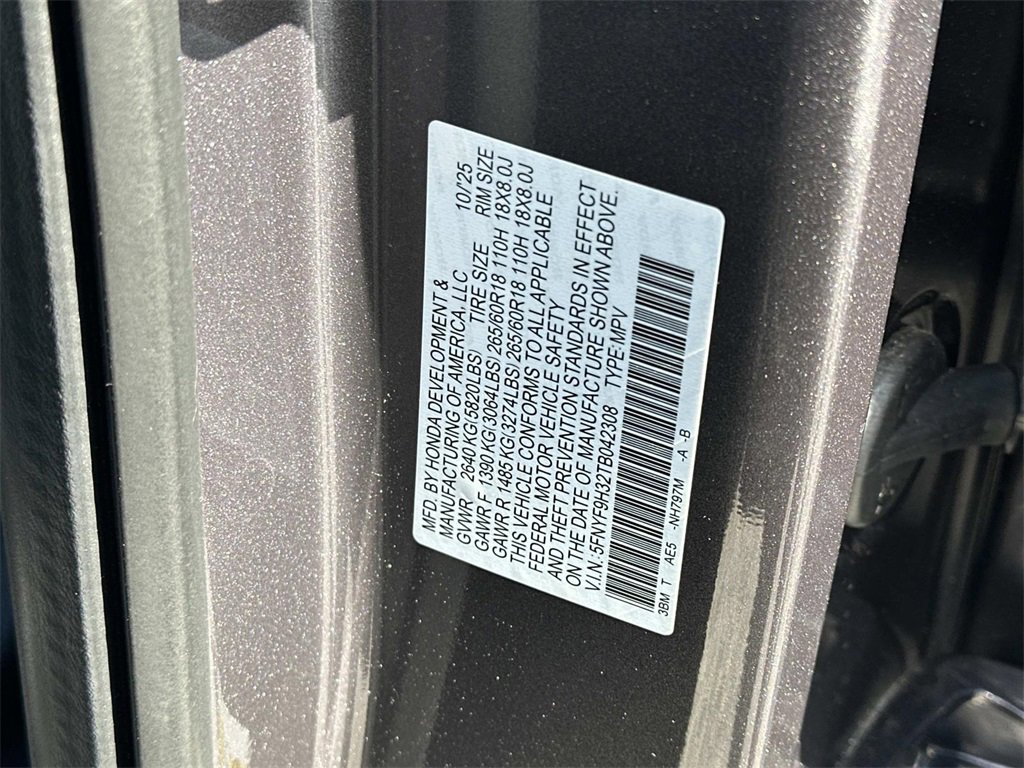 MFD. BY HONDA DEVELOPMENT &
MANUFACTURING OF AMERICA, LLC 10/'25
GVWR 2640 KG(5820LBS) TIRE SIZE RIM SIZE
GAWR F 1390 KG(3064LBS) 265/60R18 110H 18X8.0J
GAWR R 1485 KG(3274LBS) 265/60R18 110H 18X8.0J
THIS VEHICLE CONFORMS TO ALL APPLICABLE
FEDERAL MOTOR VEHICLE SAFETY
AND THEFT PREVENTION STANDARDS IN EFFECT
ON THE DATE OF MANUFACTURE SHOWN ABOVE.
V.I.N.:5FNYF9H32TB042308 TYPE:MPV
3BM T AE5 -NH797M -A -B